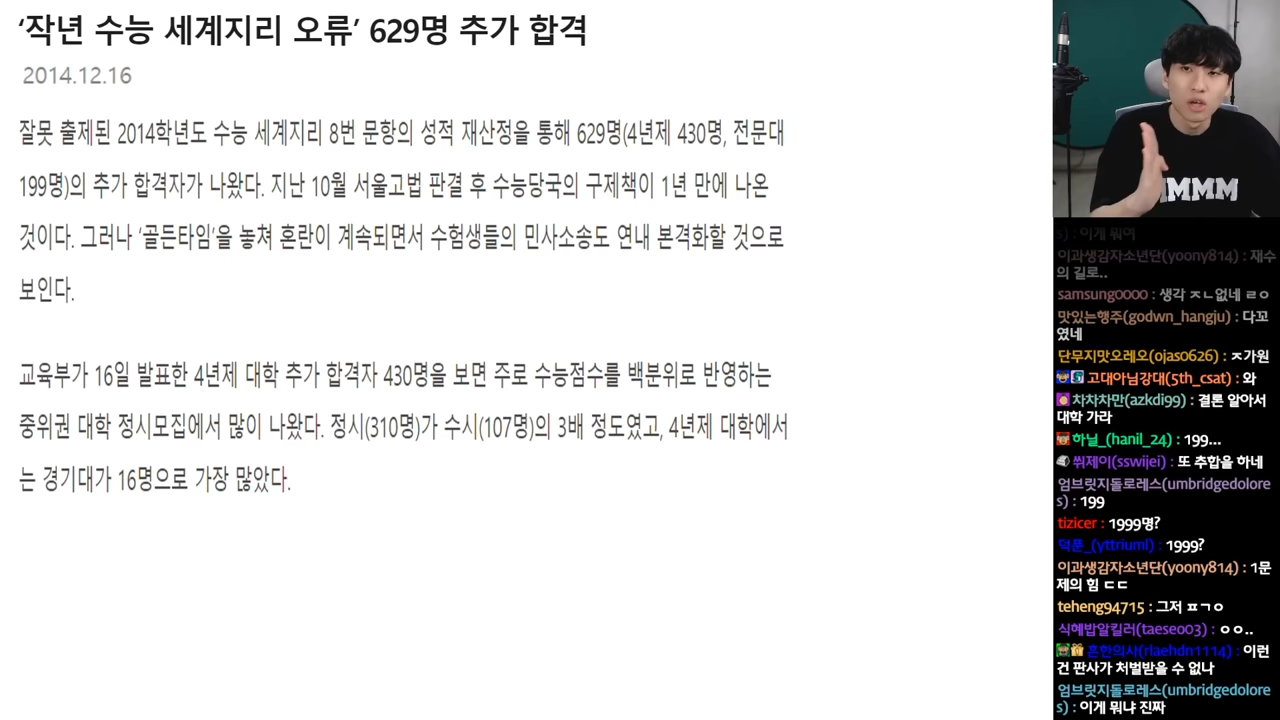 ‘작년 수능 세계지리 오류’ 629명 추가 합격
2014.12.16
잘못 출제된 2014학년도 수능 세계지리 8번 문항의 성적 재산정을 통해 629명(4년제 430명, 전문대
199명)의 추가 합격자가 나왔다. 지난 10월 서울고법 판결 후 수능당국의 구제책이 1년 만에 나온
것이다. 그러나 ‘골든타임’을 놓쳐 혼란이 계속되면서 수험생들의 민사소송도 연내 본격화할 것으로
보인다.
교육부가 16일 발표한 4년제 대학 추가 합격자 430명을 보면 주로 수능점수를 백분위로 반영하는
중위권 대학 정시모집에서 많이 나왔다. 정시(310명)가 수시(107명)의 3배 정도였고, 4년제 대학에서
는 경기대가 16명으로 가장 많았다.
MMM
s) : 이게 뭐여
이과생감자소년단(yoony814) : 재수
의 길로..
samsung0000 : 생각 ㅈㄴ없네 ㄹㅇ
맛있는행주(godwn_hangju) : 다꼬
였네
단무지맛오레오(ojas0626) : ㅈ가원
고대아님강대(5th_csat) : 와
차차차만(azkdi99) : 결론 알아서
대학 가라
하닐_(hanil_24) : 199...
쒸제이(sswijei) : 또 추합을 하네
엄브릿지돌로레스(umbridgedolore
s) : 199
tizicer : 1999명?
덕푼_(yttrium1) : 1999?
이과생감자소년단(yoony814) : 1문
제의 힘 ㄷㄷ
teheng94715 : 그저 ㅍㄱㅇ
식혜밥알킬러(taeseo03) : ㅇㅇ..
흔한의사(rlaehdn1114) : 이런
건 판사가 처벌받을 수 없나
엄브릿지돌로레스(umbridgedolore
s) : 이게 뭐냐 진짜